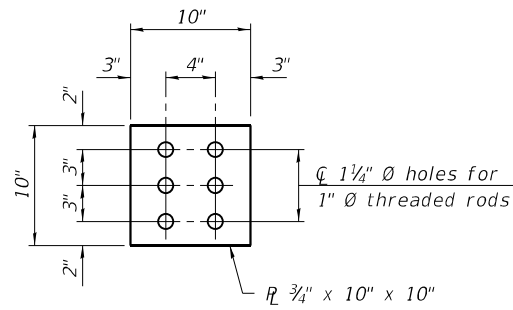 10"
3" 4" 3"
2"
3"
10"
3"
2"
℄ 1¼" Ø holes for
1" Ø threaded rods
℞ ¾" x 10" x 10"